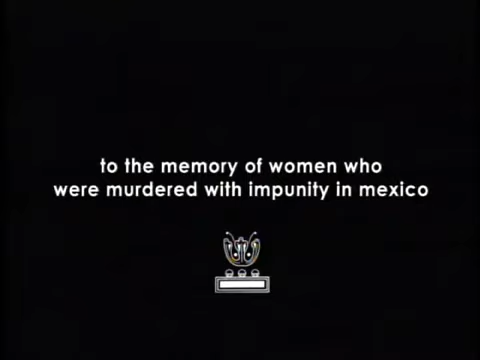 to the memory of women who
were murdered with impunity in mexico